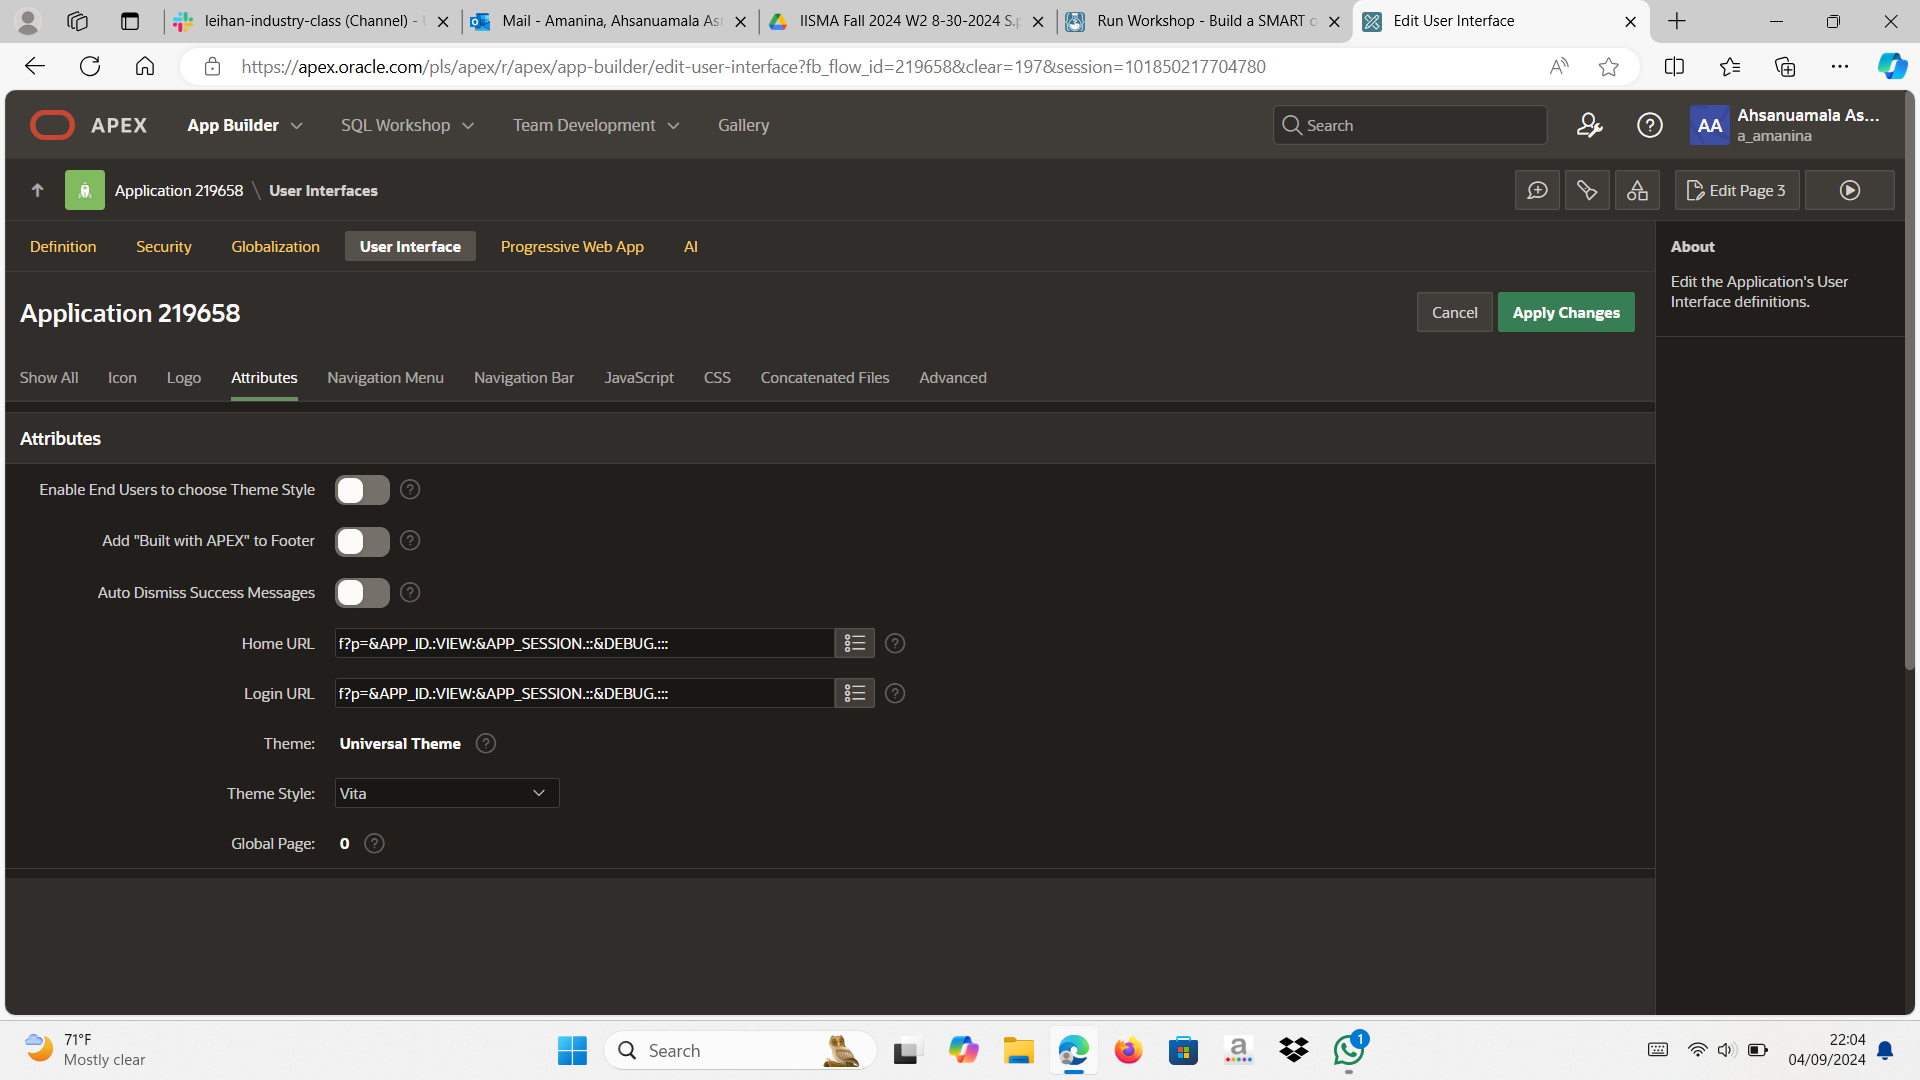 leihan-industry-class (Channel) -
Mail - Amanina, Ahsanuamala As
IISMA Fall 2024 W2 8-30-2024 S.p
Run Workshop - Build a SMART o
Edit User Interface
https://apex.oracle.com/pls/apex/r/apex/app-builder/edit-user-interface?fb_flow_id=219658&clear=197&session=101850217704780
APEX
App Builder
SQL Workshop
Team Development
Gallery
Search
AA
Ahsanuamala As...
a_amanina
Application 219658 \ User Interfaces
Edit Page 3
Definition
Security
Globalization
User Interface
Progressive Web App
AI
About
Edit the Application's User
Interface definitions.
Application 219658
Cancel
Apply Changes
Show All
Icon
Logo
Attributes
Navigation Menu
Navigation Bar
JavaScript
CSS
Concatenated Files
Advanced
Attributes
Enable End Users to choose Theme Style
Add "Built with APEX" to Footer
Auto Dismiss Success Messages
Home URL f?p=&APP_ID.:VIEW:&APP_SESSION.::&DEBUG.:::
Login URL f?p=&APP_ID.:VIEW:&APP_SESSION.::&DEBUG.:::
Theme: Universal Theme
Theme Style: Vita
Global Page: 0
71°F
Mostly clear
Search
a
1
22:04
04/09/2024